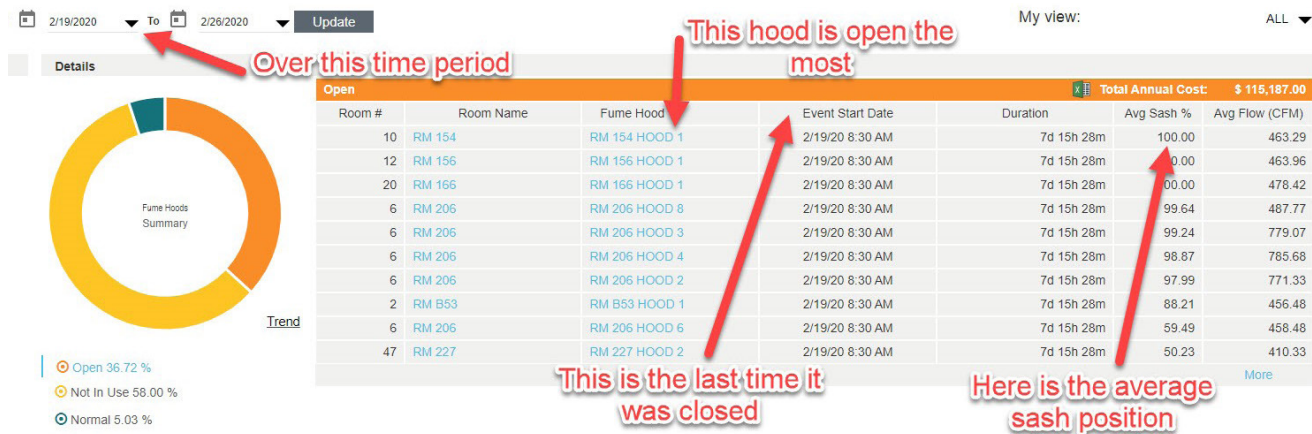 2/19/2020 To 2/26/2020 Update
My view: ALL
This hood is open the
most
Over this time period
Details
Fume Hoods
Summary
Trend
Open 36.72 %
Not In Use 58.00 %
Normal 5.03 %
Open Total Annual Cost: $ 115,187.00
Room # Room Name Fume Hood Event Start Date Duration Avg Sash % Avg Flow (CFM)
10 RM 154 RM 154 HOOD 1 2/19/20 8:30 AM 7d 15h 28m 100.00 463.29
12 RM 156 RM 156 HOOD 1 2/19/20 8:30 AM 7d 15h 28m 463.96
20 RM 166 RM 166 HOOD 1 2/19/20 8:30 AM 7d 15h 28m 478.42
6 RM 206 RM 206 HOOD 8 2/19/20 8:30 AM 7d 15h 28m 99.64 487.77
6 RM 206 RM 206 HOOD 3 2/19/20 8:30 AM 7d 15h 28m 99.24 779.07
6 RM 206 RM 206 HOOD 4 2/19/20 8:30 AM 7d 15h 28m 98.87 785.68
6 RM 206 RM 206 HOOD 2 2/19/20 8:30 AM 7d 15h 28m 97.99 771.33
2 RM B53 RM B53 HOOD 1 2/19/20 8:30 AM 7d 15h 28m 88.21 456.48
6 RM 206 RM 206 HOOD 6 2/19/20 8:30 AM 7d 15h 28m 59.49 458.48
47 RM 227 RM 227 HOOD 2 2/19/20 8:30 AM 7d 15h 28m 50.23 410.33
More
This is the last time it
was closed
Here is the average
sash position